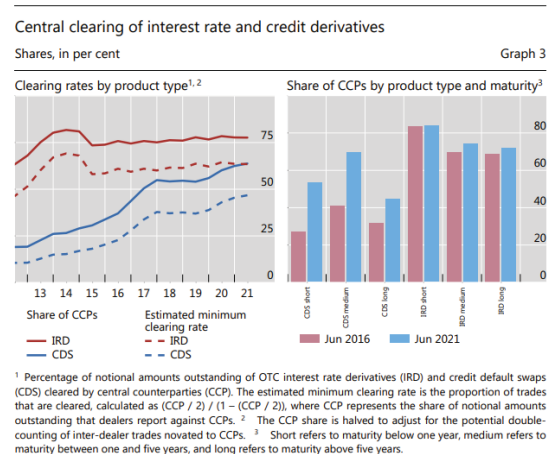 Central clearing of interest rate and credit derivatives
Shares, in per cent Graph 3
Clearing rates by product type1, 2
Share of CCPs by product type and maturity3
75
50
25
0
13 14 15 16 17 18 19 20 21
Share of CCPs
IRD
CDS
Estimated minimum
clearing rate
IRD
CDS
80
60
40
20
0
CDS short
CDS medium
CDS long
IRD short
IRD medium
IRD long
Jun 2016 Jun 2021
1 Percentage of notional amounts outstanding of OTC interest rate derivatives (IRD) and credit default swaps
(CDS) cleared by central counterparties (CCP). The estimated minimum clearing rate is the proportion of trades
that are cleared, calculated as (CCP / 2) / (1 – (CCP / 2)), where CCP represents the share of notional amounts
outstanding that dealers report against CCPs. 2 The CCP share is halved to adjust for the potential double-
counting of inter-dealer trades novated to CCPs. 3 Short refers to maturity below one year, medium refers to
maturity between one and five years, and long refers to maturity above five years.